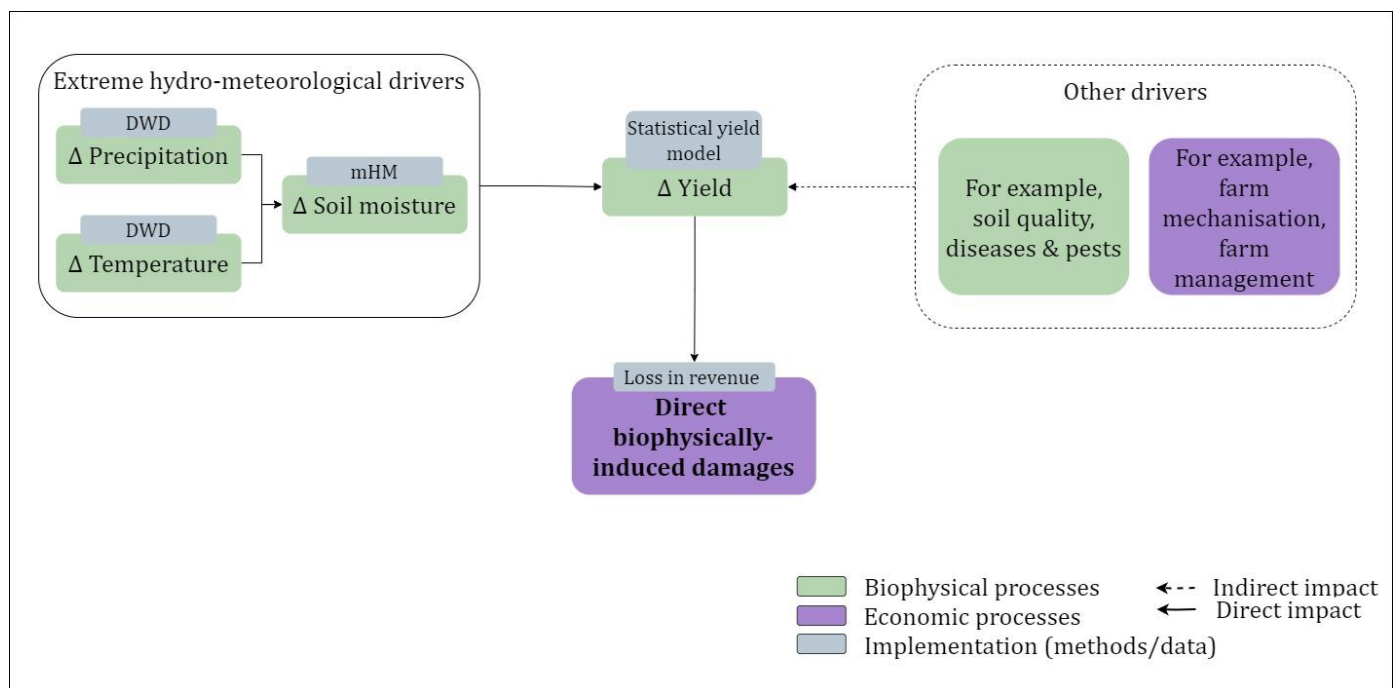 Extreme hydro-meteorological drivers
DWD
Δ Precipitation
DWD
Δ Temperature
mHM
Δ Soil moisture
Statistical yield
model
Δ Yield
Other drivers
For example,
soil quality,
diseases & pests
For example,
farm
mechanisation,
farm
management
Loss in revenue
Direct
biophysically-
induced damages
Biophysical processes
Economic processes
Implementation (methods/data)
Indirect impact
Direct impact